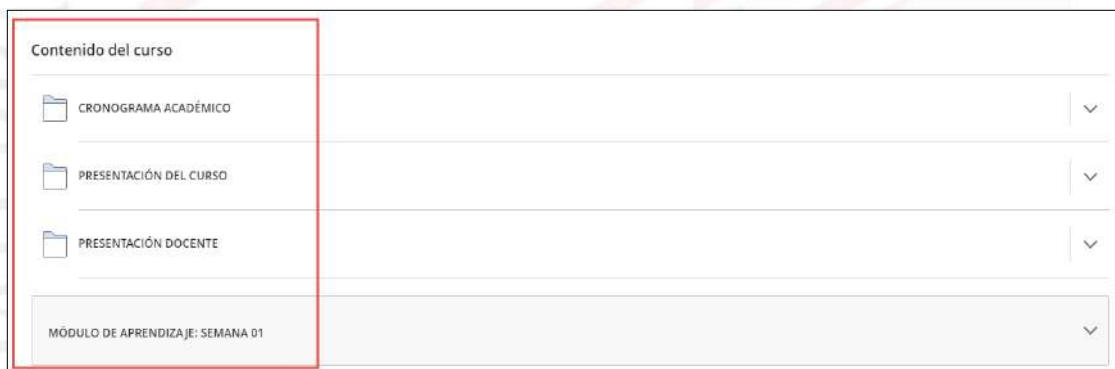 Contenido del curso
CRONOGRAMA ACADÉMICO
PRESENTACIÓN DEL CURSO
PRESENTACIÓN DOCENTE
MÓDULO DE APRENDIZAJE: SEMANA 01